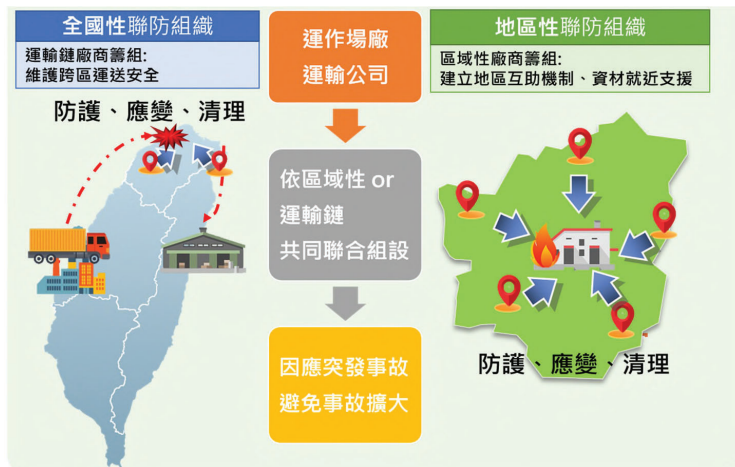 全國性聯防組織
運輸鏈廠商籌組:
維護跨區運送安全
防護、應變、清理
運作場廠
運輸公司
依區域性 or
運輸鏈
共同聯合組設
因應突發事故
避免事故擴大
地區性聯防組織
區域性廠商籌組:
建立地區互助機制、資材就近支援
防護、應變、清理